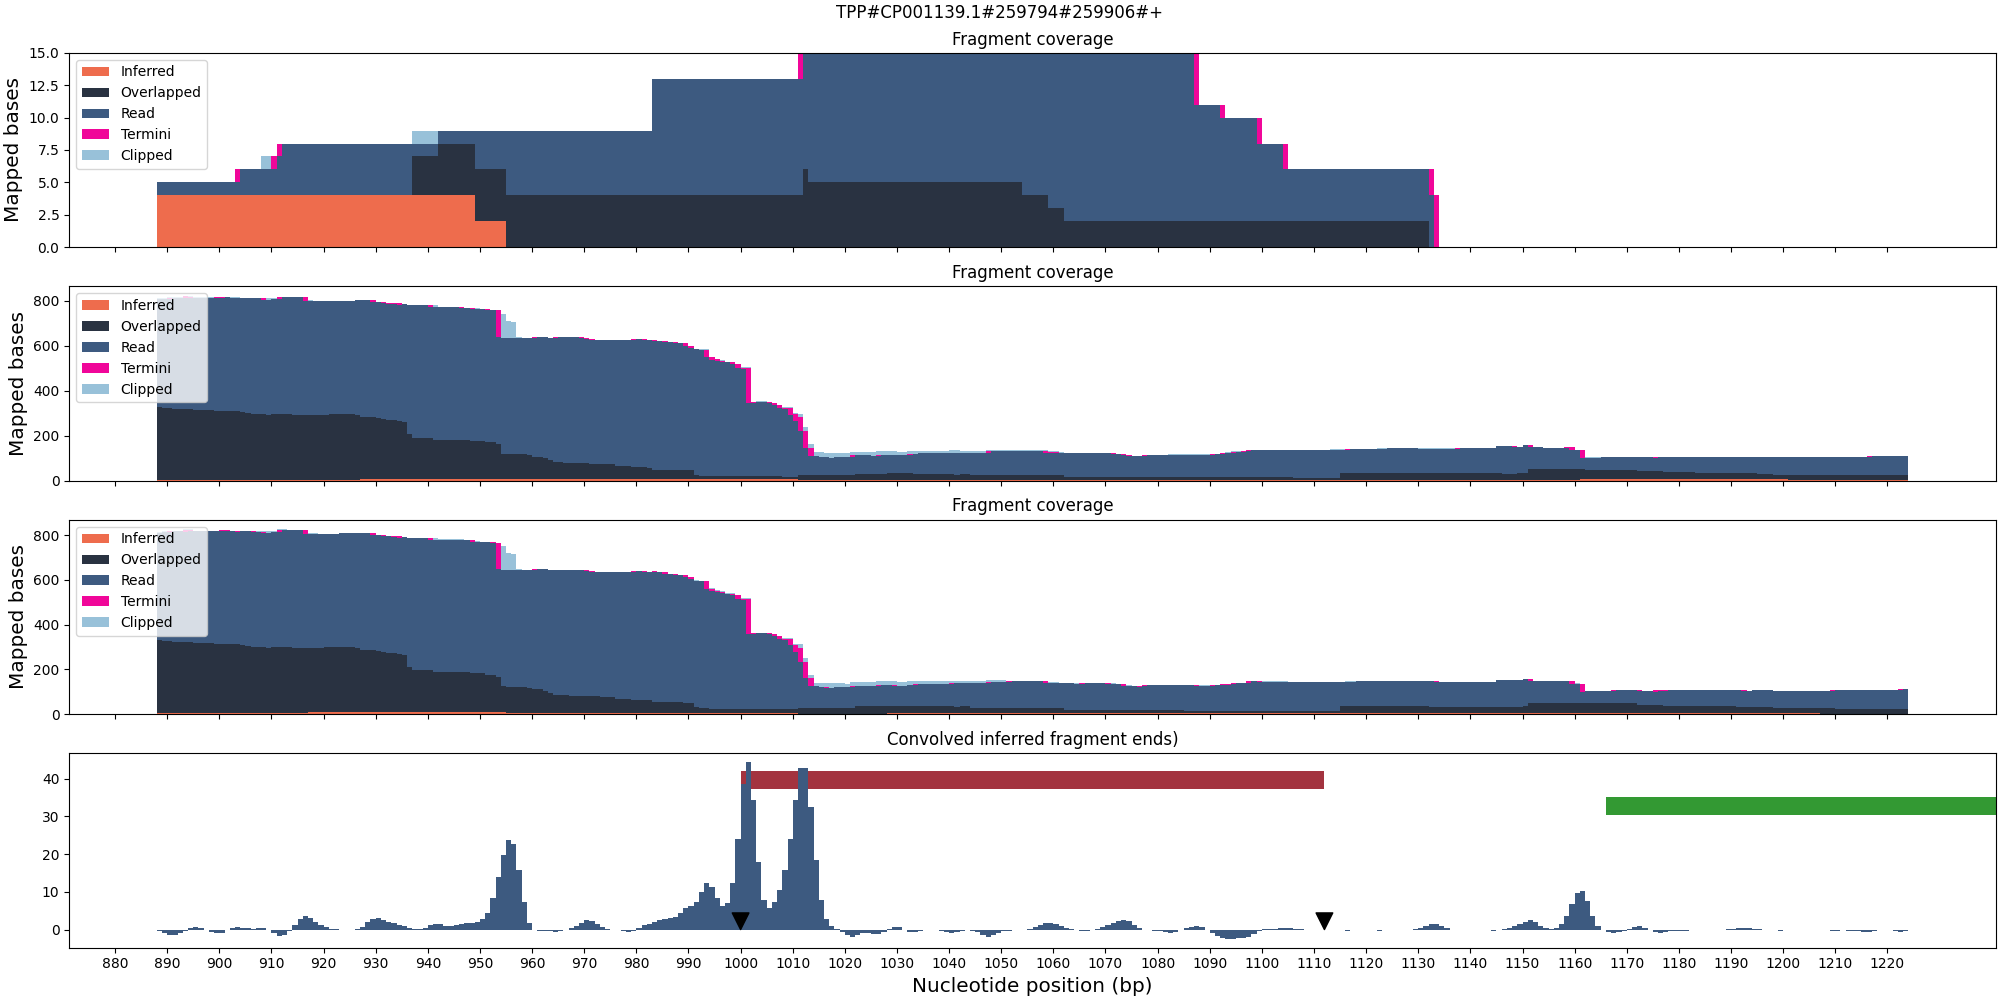 TPP#CP001139.1#259794#259906#+
Fragment coverage
Mapped bases
15.0
12.5
10.0
7.5
5.0
2.5
0.0
Inferred
Overlapped
Read
Termini
Clipped
Fragment coverage
Mapped bases
800
600
400
200
0
Inferred
Overlapped
Read
Termini
Clipped
Fragment coverage
Mapped bases
800
600
400
200
0
Inferred
Overlapped
Read
Termini
Clipped
Convolved inferred fragment ends)
40
30
20
10
0
880 890 900 910 920 930 940 950 960 970 980 990 1000 1010 1020 1030 1040 1050 1060 1070 1080 1090 1100 1110 1120 1130 1140 1150 1160 1170 1180 1190 1200 1210 1220
Nucleotide position (bp)